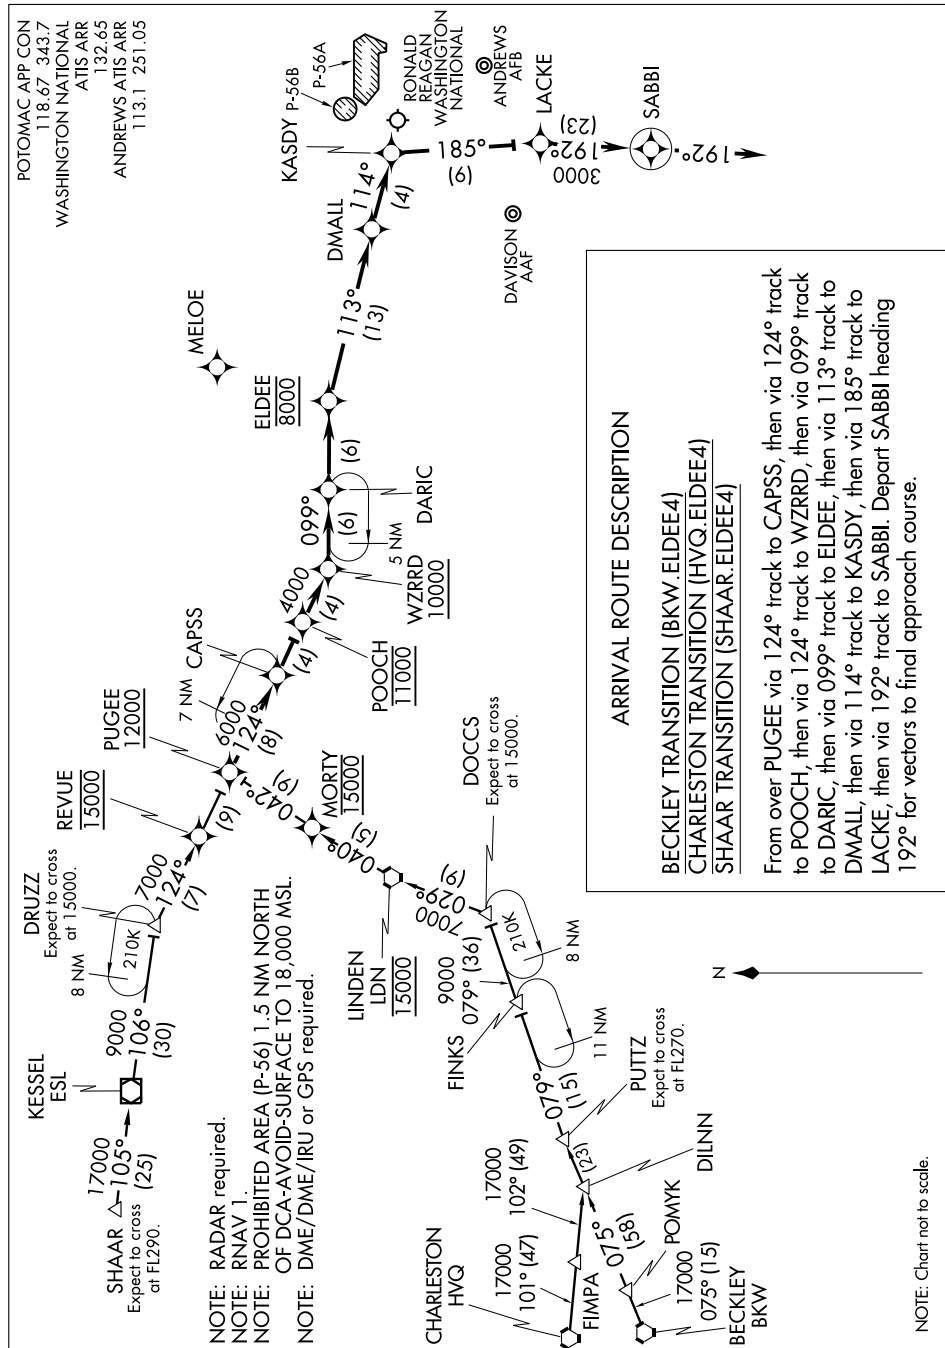 POTOMAC APP CON
118.67 343.7
WASHINGTON NATIONAL
ATIS ARR
132.65
ANDREWS ATIS ARR
113.1 251.05
SHAAR
Expect to cross
at FL290.
17000
105°
(25)
KESSEL
ESL
9000
106°
(30)
8 NM
210K
DRUZZ
Expect to cross
at 15000.
7000
124°
(7)
REVUE
15000
(9)
PUGEE
12000
6000
124°
(8)
7 NM
CAPSS
(4)
POOCH
11000
4000
(4)
WZRRD
10000
099°
(6)
5 NM
DARIC
(6)
ELDEE
8000
MELOE
113°
(13)
DMALL
114°
(4)
KASDY
P-56B
P-56A
RONALD
REAGAN
WASHINGTON
NATIONAL
ANDREWS
AFB
185°
(9)
LACKE
192°
(23)
3000
SABBI
192°
DAVISON
AAF
NOTE: RADAR required.
NOTE: RNAV 1.
NOTE: PROHIBITED AREA (P-56) 1.5 NM NORTH
OF DCA-AVOID-SURFACE TO 18,000 MSL.
NOTE: DME/DME/IRU or GPS required.
042°
(9)
MORTY
15000
040°
(5)
LINDEN
LDN
15000
7000
029°
(9)
DOCCS
Expect to cross
at 15000.
210K
8 NM
9000
079° (36)
FINKS
11 NM
079°
(15)
PUTTZ
Expct to cross
at FL270.
(23)
DILNN
17000
102° (49)
FIMPA
17000
101° (47)
CHARLESTON
HVQ
075°
(58)
POMYK
17000
075° (15)
BECKLEY
BKW
N
ARRIVAL ROUTE DESCRIPTION
BECKLEY TRANSITION (BKW.ELDEE4)
CHARLESTON TRANSITION (HVQ.ELDEE4)
SHAAR TRANSITION (SHAAR.ELDEE4)
From over PUGEE via 124° track to CAPSS, then via 124° track
to POOCH, then via 124° track to WZRRD, then via 099° track
to DARIC, then via 099° track to ELDEE, then via 113° track to
DMALL, then via 114° track to KASDY, then via 185° track to
LACKE, then via 192° track to SABBI. Depart SABBI heading
192° for vectors to final approach course.
NOTE: Chart not to scale.